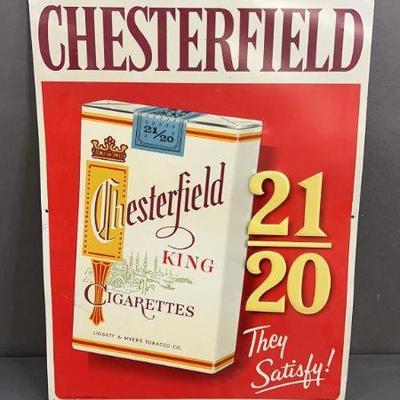 CHESTERFIELD
21
20
Chesterfield
KING
CIGARETTES
LIGGETT & MYERS TOBACCO CO.
21
20
They
Satisfy!